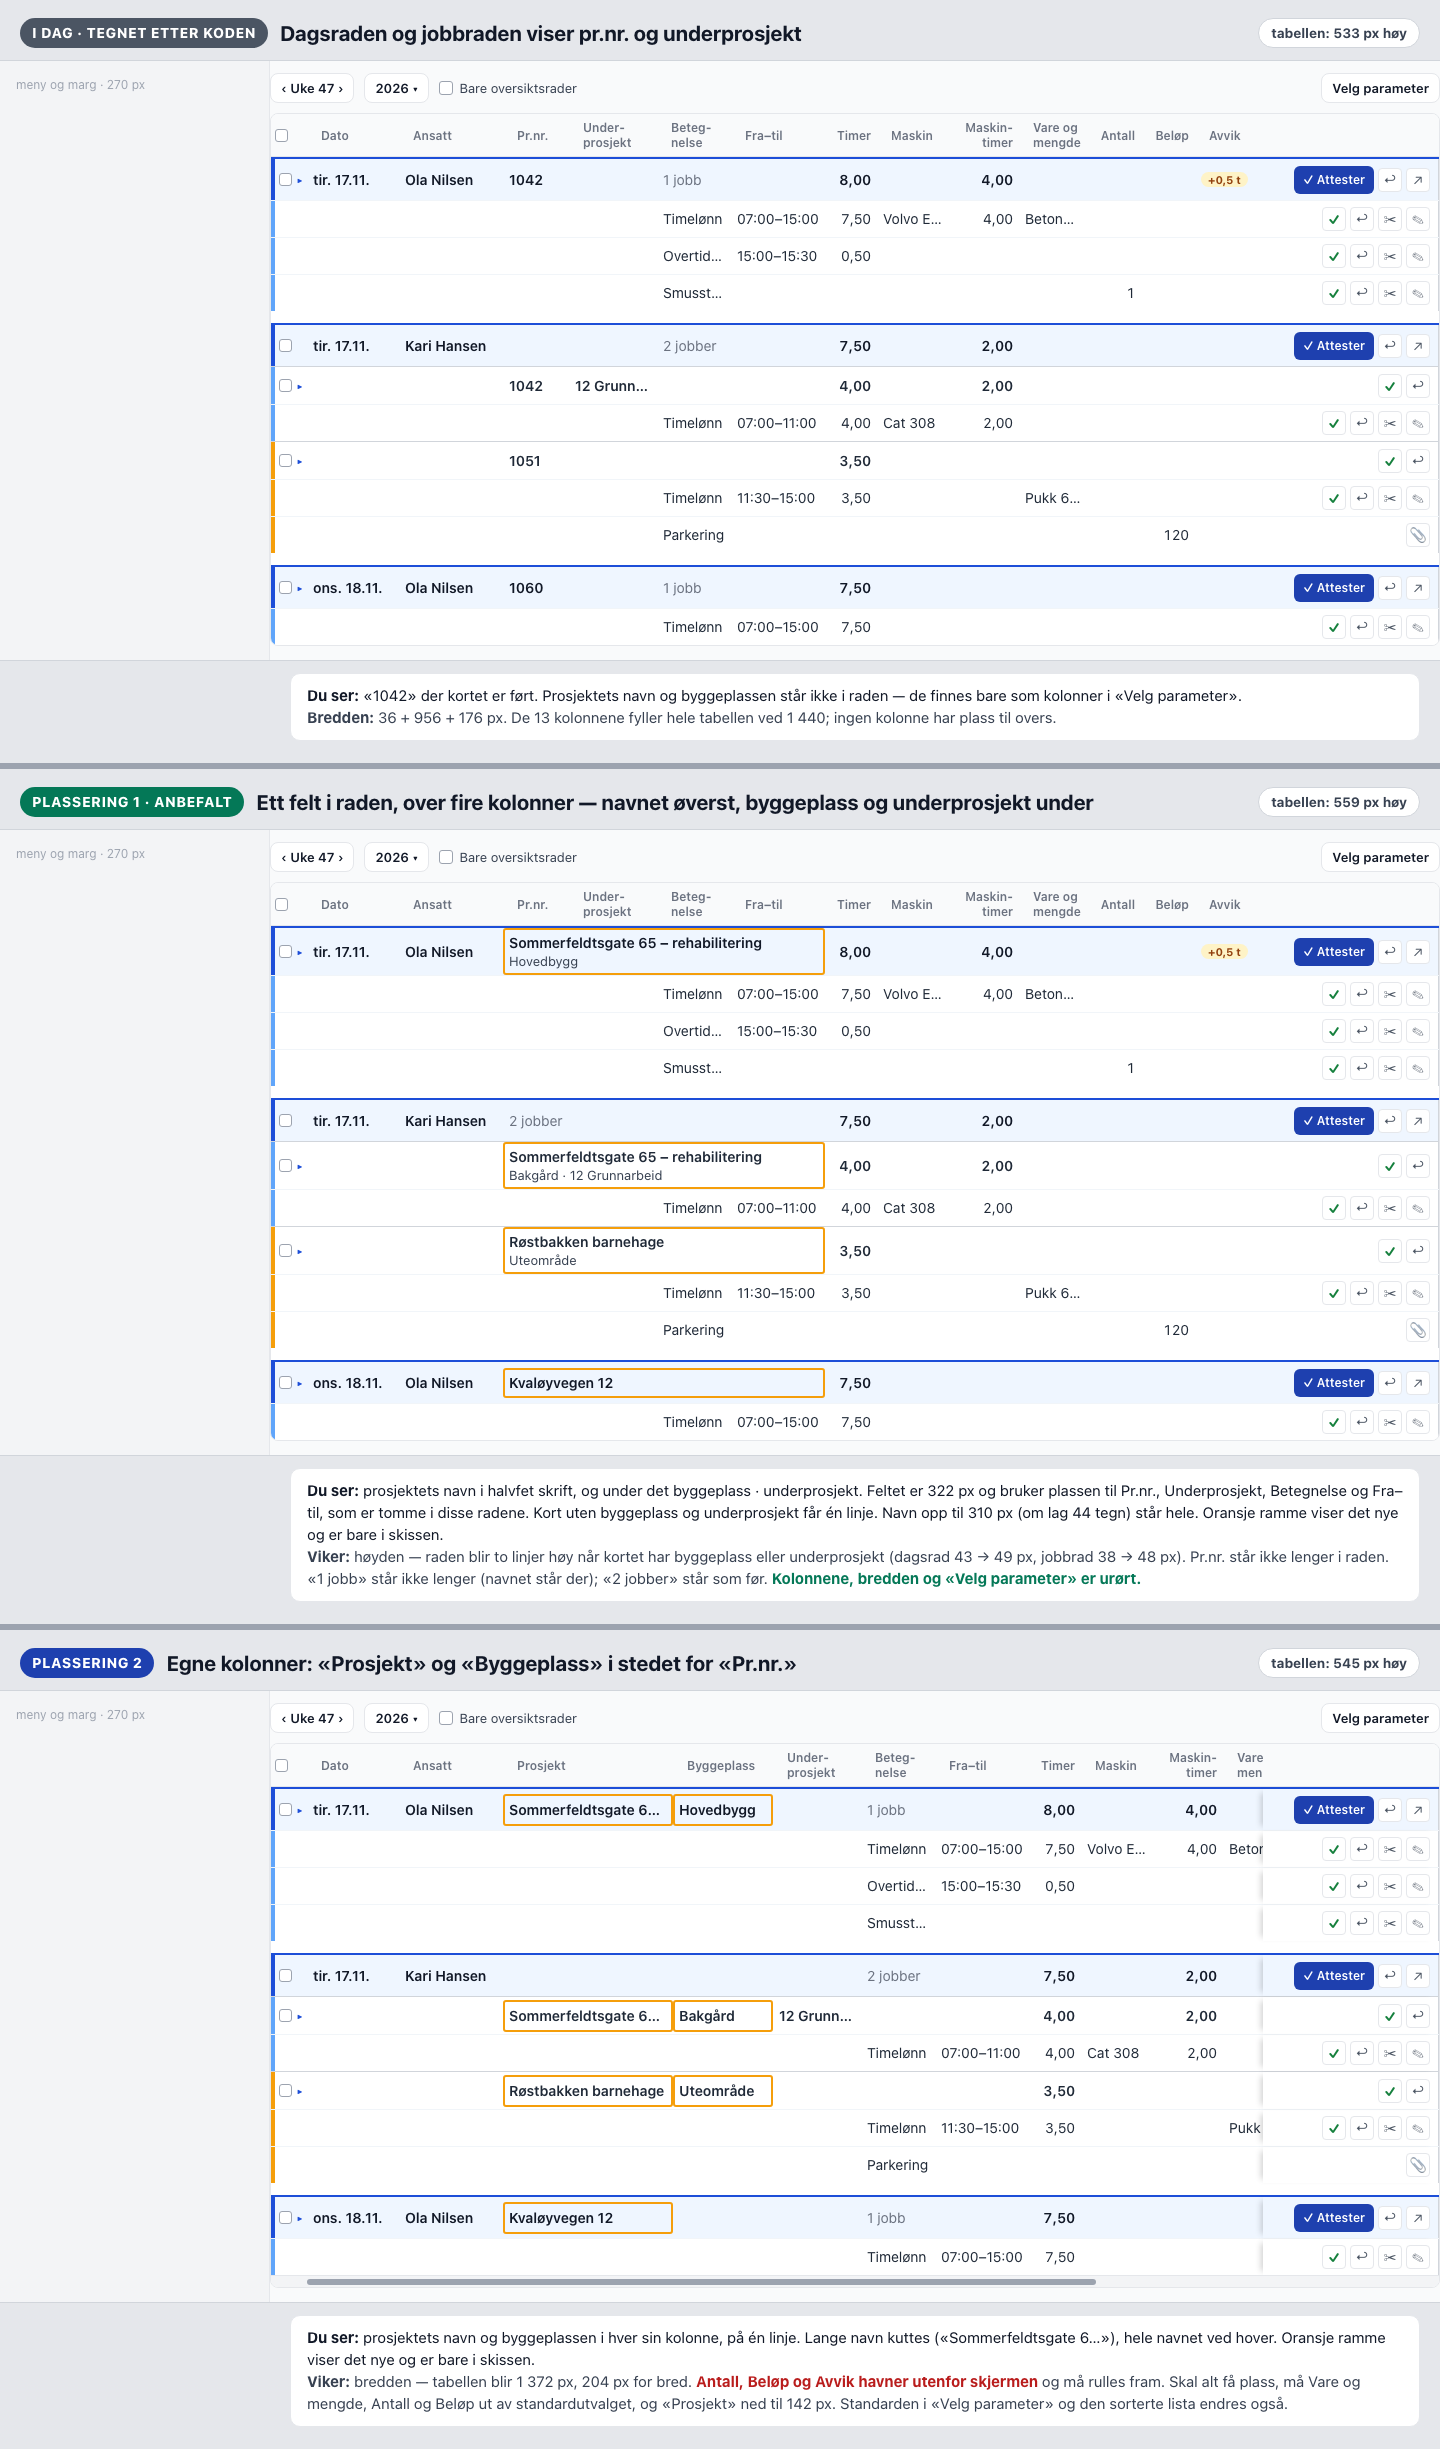 I DAG · TEGNET ETTER KODEN Dagsraden og jobbraden viser pr.nr. og underprosjekt tabellen: 533 px høy
meny og marg · 270 px
‹ Uke 47 › 2026 ▾ Bare oversiktsrader Velg parameter
Dato Ansatt Pr.nr. Under-prosjekt Beteg-nelse Fra–til Timer Maskin Maskin-timer Vare og mengde Antall Beløp Avvik
▸ tir. 17.11. Ola Nilsen 1042 1 jobb 8,00 4,00 +0,5 t ✓ Attester ↩ ↗
Timelønn 07:00–15:00 7,50 Volvo E… 4,00 Beton… ✓ ↩ ✂ ✎
Overtid… 15:00–15:30 0,50 ✓ ↩ ✂ ✎
Smusst… 1 ✓ ↩ ✂ ✎
tir. 17.11. Kari Hansen 2 jobber 7,50 2,00 ✓ Attester ↩ ↗
▸ 1042 12 Grunn… 4,00 2,00 ✓ ↩
Timelønn 07:00–11:00 4,00 Cat 308 2,00 ✓ ↩ ✂ ✎
▸ 1051 3,50 ✓ ↩
Timelønn 11:30–15:00 3,50 Pukk 6… ✓ ↩ ✂ ✎
Parkering 120 📎
▸ ons. 18.11. Ola Nilsen 1060 1 jobb 7,50 ✓ Attester ↩ ↗
Timelønn 07:00–15:00 7,50 ✓ ↩ ✂ ✎
Du ser: «1042» der kortet er ført. Prosjektets navn og byggeplassen står ikke i raden — de finnes bare som kolonner i «Velg parameter».
Bredden: 36 + 956 + 176 px. De 13 kolonnene fyller hele tabellen ved 1 440; ingen kolonne har plass til overs.
PLASSERING 1 · ANBEFALT Ett felt i raden, over fire kolonner — navnet øverst, byggeplass og underprosjekt under tabellen: 559 px høy
meny og marg · 270 px
‹ Uke 47 › 2026 ▾ Bare oversiktsrader Velg parameter
Dato Ansatt Pr.nr. Under-prosjekt Beteg-nelse Fra–til Timer Maskin Maskin-timer Vare og mengde Antall Beløp Avvik
▸ tir. 17.11. Ola Nilsen Sommerfeldtsgate 65 – rehabilitering 8,00 4,00 +0,5 t ✓ Attester ↩ ↗
Hovedbygg
Timelønn 07:00–15:00 7,50 Volvo E… 4,00 Beton… ✓ ↩ ✂ ✎
Overtid… 15:00–15:30 0,50 ✓ ↩ ✂ ✎
Smusst… 1 ✓ ↩ ✂ ✎
tir. 17.11. Kari Hansen 2 jobber 7,50 2,00 ✓ Attester ↩ ↗
▸ Sommerfeldtsgate 65 – rehabilitering 4,00 2,00 ✓ ↩
Bakgård · 12 Grunnarbeid
Timelønn 07:00–11:00 4,00 Cat 308 2,00 ✓ ↩ ✂ ✎
▸ Røstbakken barnehage 3,50 ✓ ↩
Uteområde
Timelønn 11:30–15:00 3,50 Pukk 6… ✓ ↩ ✂ ✎
Parkering 120 📎
▸ ons. 18.11. Ola Nilsen Kvaløyvegen 12 7,50 ✓ Attester ↩ ↗
Timelønn 07:00–15:00 7,50 ✓ ↩ ✂ ✎
Du ser: prosjektets navn i halvfet skrift, og under det byggeplass · underprosjekt. Feltet er 322 px og bruker plassen til Pr.nr., Underprosjekt, Betegnelse og Fra–
til, som er tomme i disse radene. Kort uten byggeplass og underprosjekt får én linje. Navn opp til 310 px (om lag 44 tegn) står hele. Oransje ramme viser det nye
og er bare i skissen.
Viker: høyden — raden blir to linjer høy når kortet har byggeplass eller underprosjekt (dagsrad 43 → 49 px, jobbrad 38 → 48 px). Pr.nr. står ikke lenger i raden.
«1 jobb» står ikke lenger (navnet står der); «2 jobber» står som før. Kolonnene, bredden og «Velg parameter» er urørt.
PLASSERING 2 Egne kolonner: «Prosjekt» og «Byggeplass» i stedet for «Pr.nr.» tabellen: 545 px høy
meny og marg · 270 px
‹ Uke 47 › 2026 ▾ Bare oversiktsrader Velg parameter
Dato Ansatt Prosjekt Byggeplass Under-prosjekt Beteg-nelse Fra–til Timer Maskin Maskin-timer Vare men
▸ tir. 17.11. Ola Nilsen Sommerfeldtsgate 6… Hovedbygg 1 jobb 8,00 4,00 ✓ Attester ↩ ↗
Timelønn 07:00–15:00 7,50 Volvo E… 4,00 Beton ✓ ↩ ✂ ✎
Overtid… 15:00–15:30 0,50 ✓ ↩ ✂ ✎
Smusst… ✓ ↩ ✂ ✎
tir. 17.11. Kari Hansen 2 jobber 7,50 2,00 ✓ Attester ↩ ↗
▸ Sommerfeldtsgate 6… Bakgård 12 Grunn… 4,00 2,00 ✓ ↩
Timelønn 07:00–11:00 4,00 Cat 308 2,00 ✓ ↩ ✂ ✎
▸ Røstbakken barnehage Uteområde 3,50 ✓ ↩
Timelønn 11:30–15:00 3,50 Pukk ✓ ↩ ✂ ✎
Parkering 📎
▸ ons. 18.11. Ola Nilsen Kvaløyvegen 12 1 jobb 7,50 ✓ Attester ↩ ↗
Timelønn 07:00–15:00 7,50 ✓ ↩ ✂ ✎
Du ser: prosjektets navn og byggeplassen i hver sin kolonne, på én linje. Lange navn kuttes («Sommerfeldtsgate 6…»), hele navnet ved hover. Oransje ramme
viser det nye og er bare i skissen.
Viker: bredden — tabellen blir 1 372 px, 204 px for bred. Antall, Beløp og Avvik havner utenfor skjermen og må rulles fram. Skal alt få plass, må Vare og
mengde, Antall og Beløp ut av standardutvalget, og «Prosjekt» ned til 142 px. Standarden i «Velg parameter» og den sorterte lista endres også.